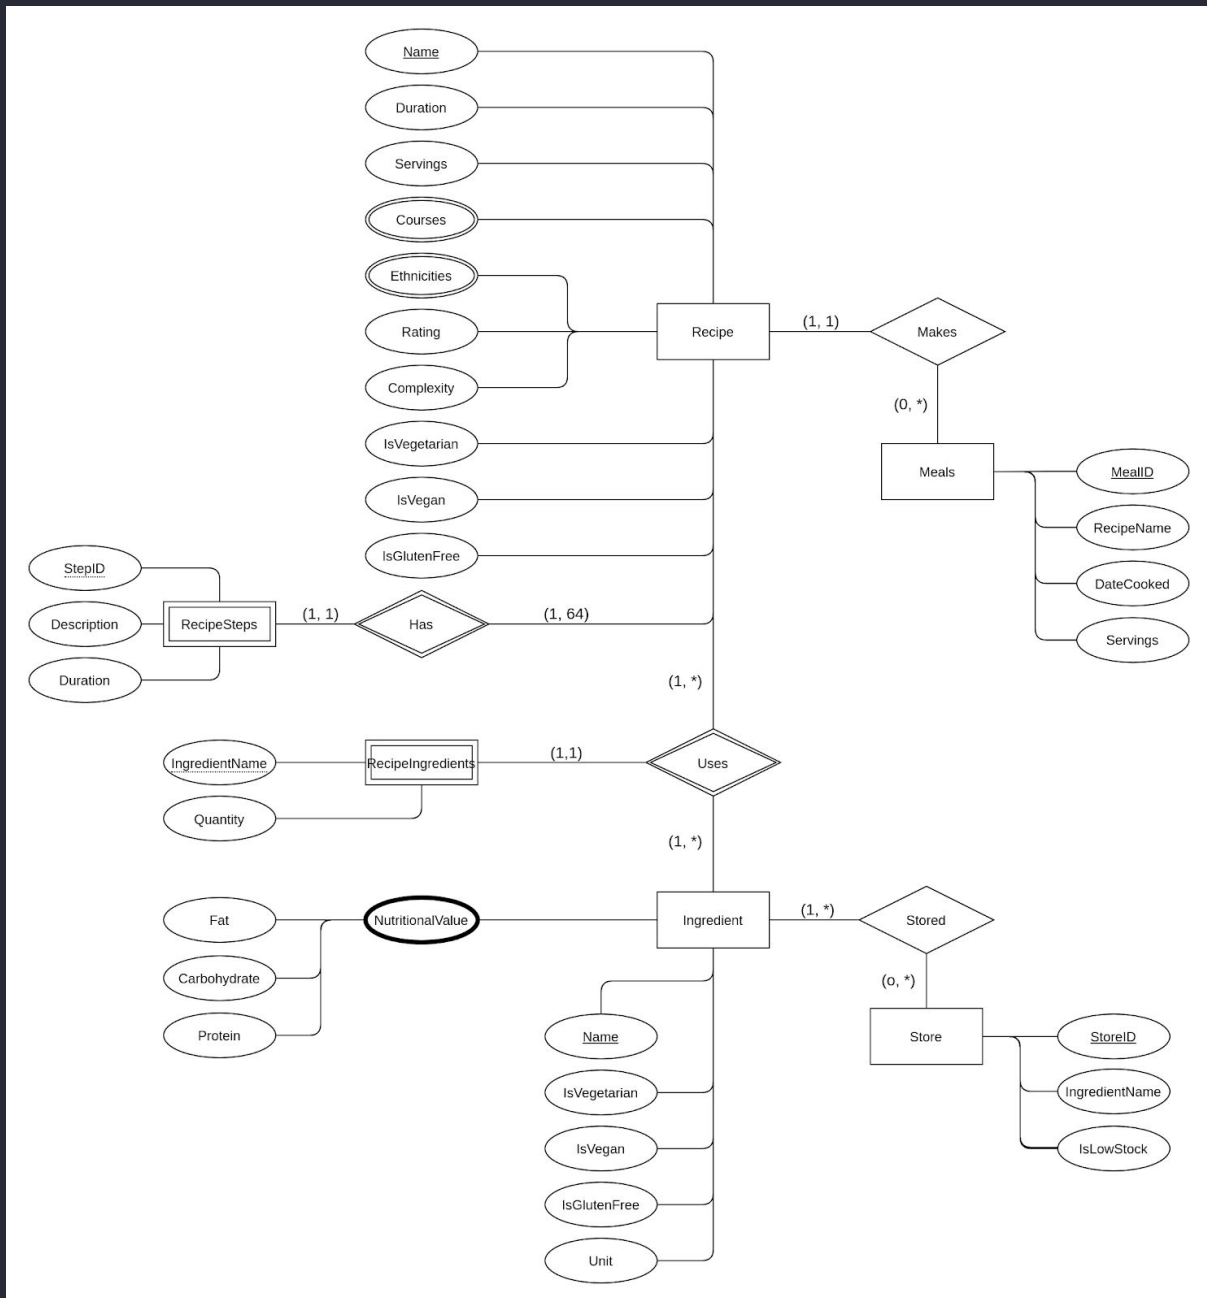 Name
Duration
Servings
Courses
Ethnicities
Rating
Complexity
IsVegetarian
IsVegan
IsGlutenFree
Recipe
(1, 1)
Makes
(0, *)
Meals
MealID
RecipeName
DateCooked
Servings
StepID
Description
Duration
RecipeSteps
(1, 1)
Has
(1, 64)
(1, *)
IngredientName
Quantity
RecipeIngredients
(1,1)
Uses
(1, *)
Fat
Carbohydrate
Protein
NutritionalValue
Ingredient
(1, *)
Stored
(o, *)
Store
StoreID
IngredientName
IsLowStock
Name
IsVegetarian
IsVegan
IsGlutenFree
Unit